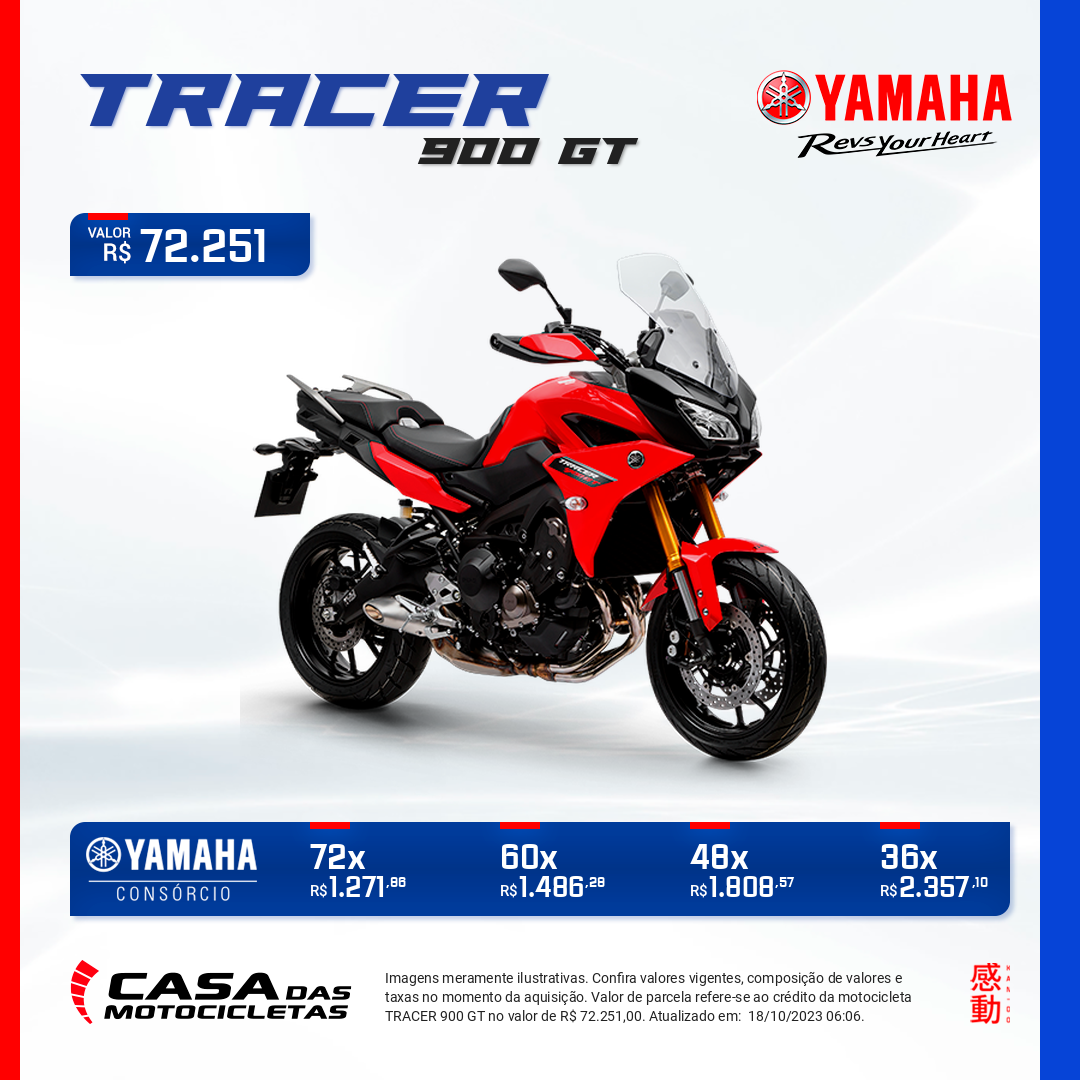 TRACER
900 GT
YAMAHA
Revs Your Heart
VALOR
R$ 72.251
TRACER
YAMAHA
CONSÓRCIO
72x
R$1.271,86
60x
R$1.486,28
48x
R$1.808,57
36x
R$2.357,10
CASA DAS
MOTOCICLETAS
Imagens meramente ilustrativas. Confira valores vigentes, composição de valores e
taxas no momento da aquisição. Valor de parcela refere-se ao crédito da motocicleta
TRACER 900 GT no valor de R$ 72.251,00. Atualizado em:  18/10/2023 06:06.
感動